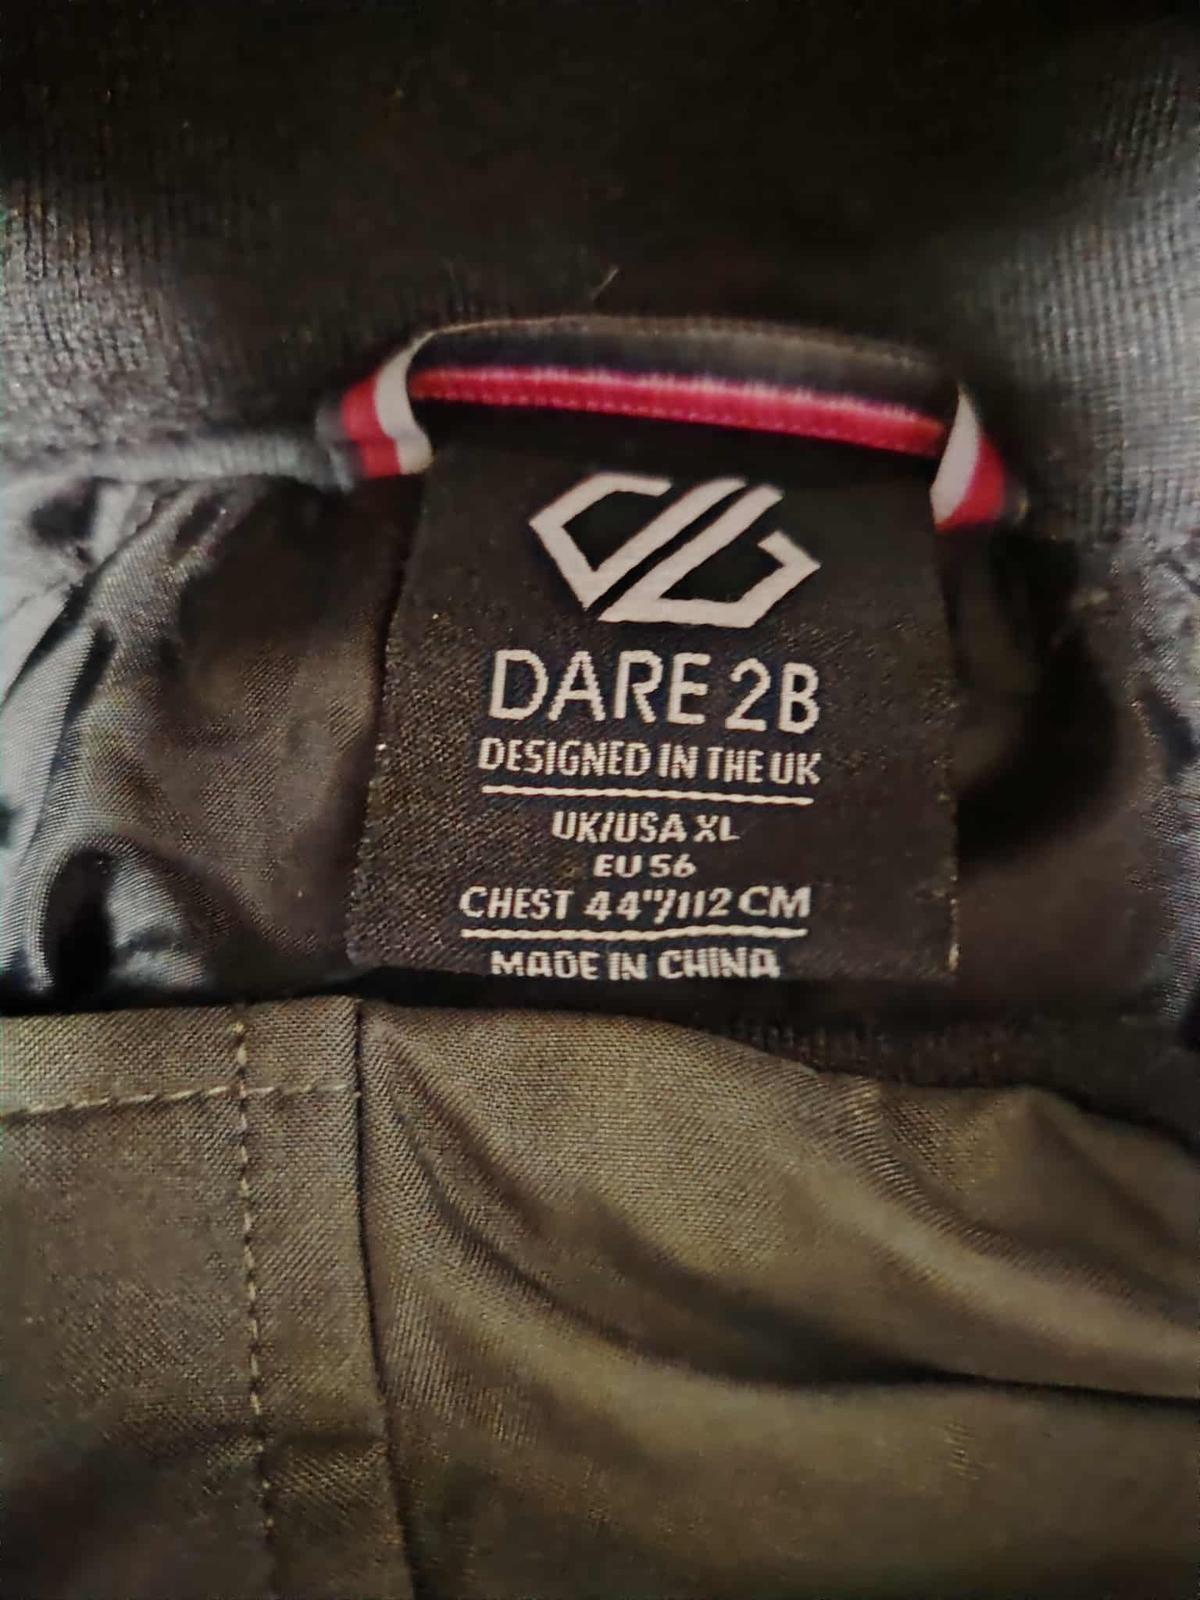 DARE 2B
DESIGNED IN THE UK
UK/USA XL
EU 56
CHEST 44"/112 CM
MADE IN CHINA